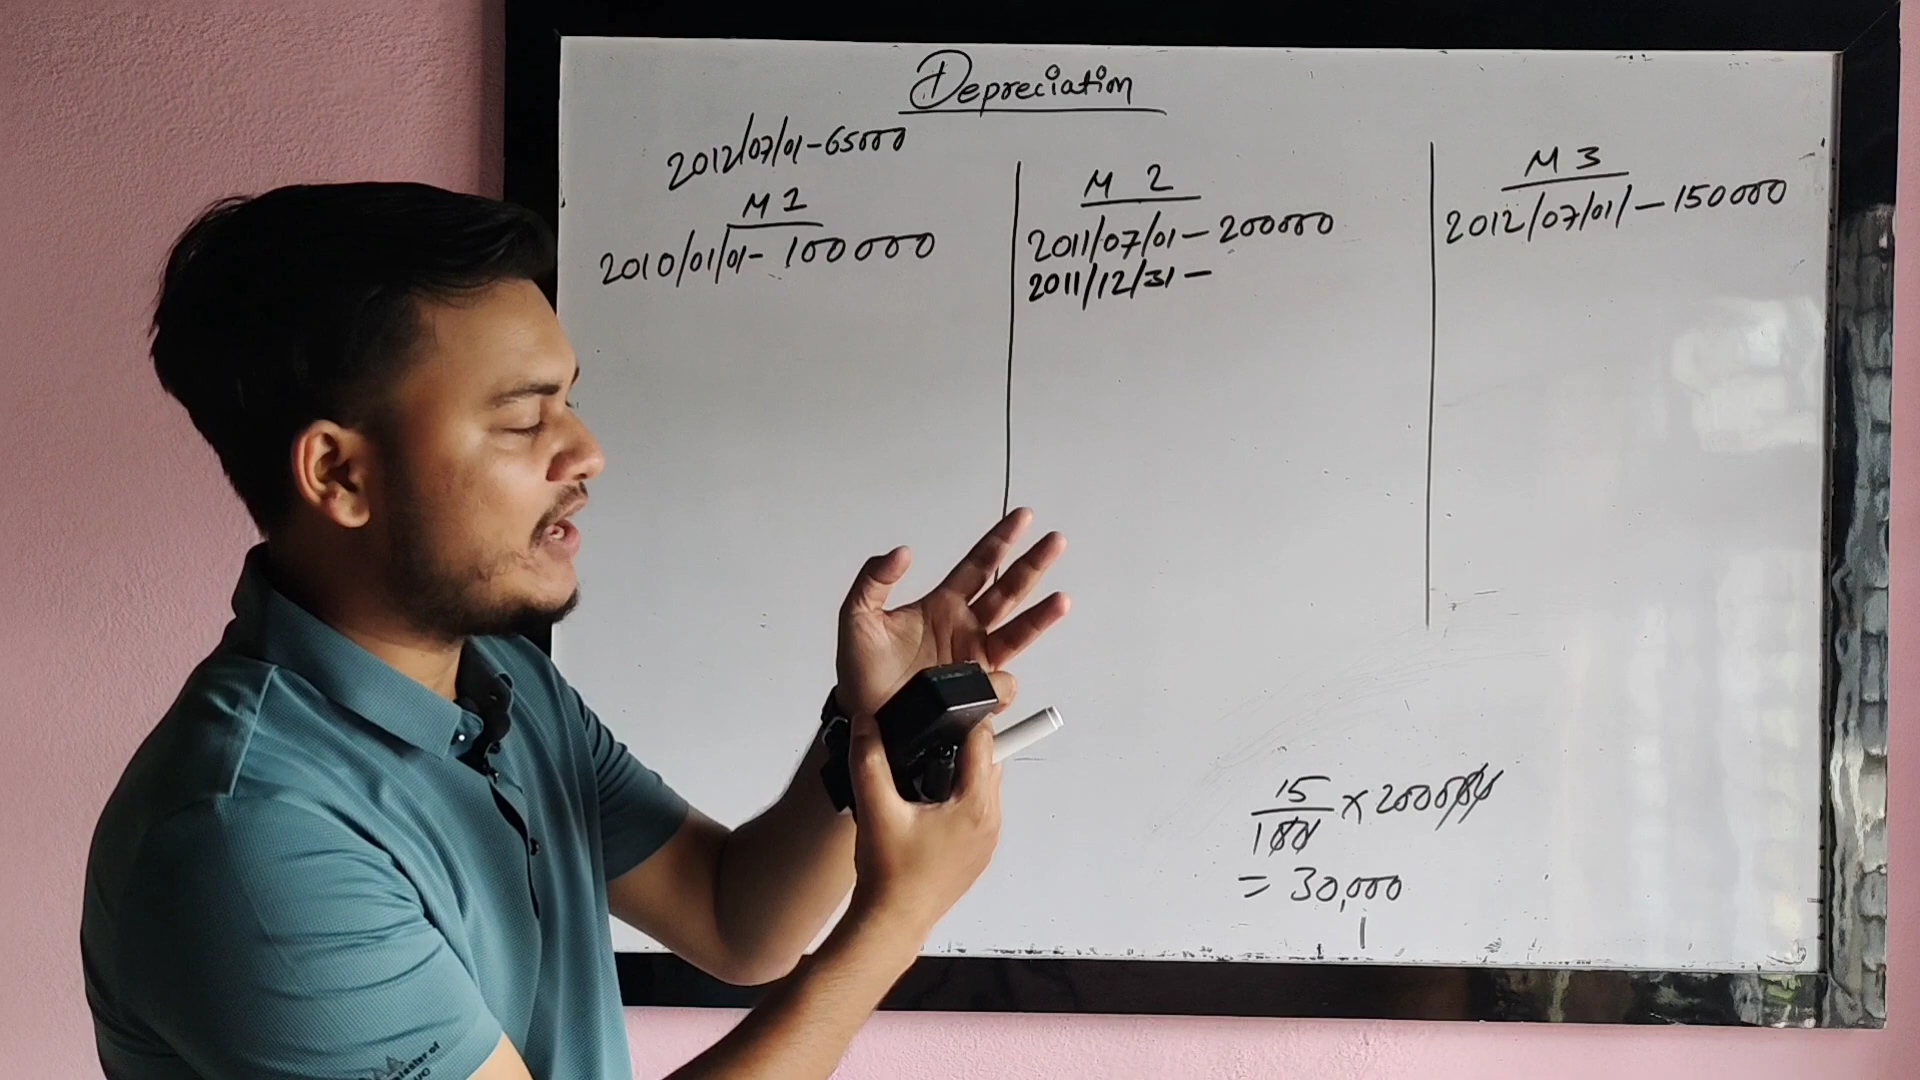 Depreciation
2012/07/01-65000
M 1
2010/01/01- 100000
M 2
2011/07/01 - 200000
2011/12/31 -
M 3
2012/07/01/ - 150000
15
100 × 200000
= 30,000